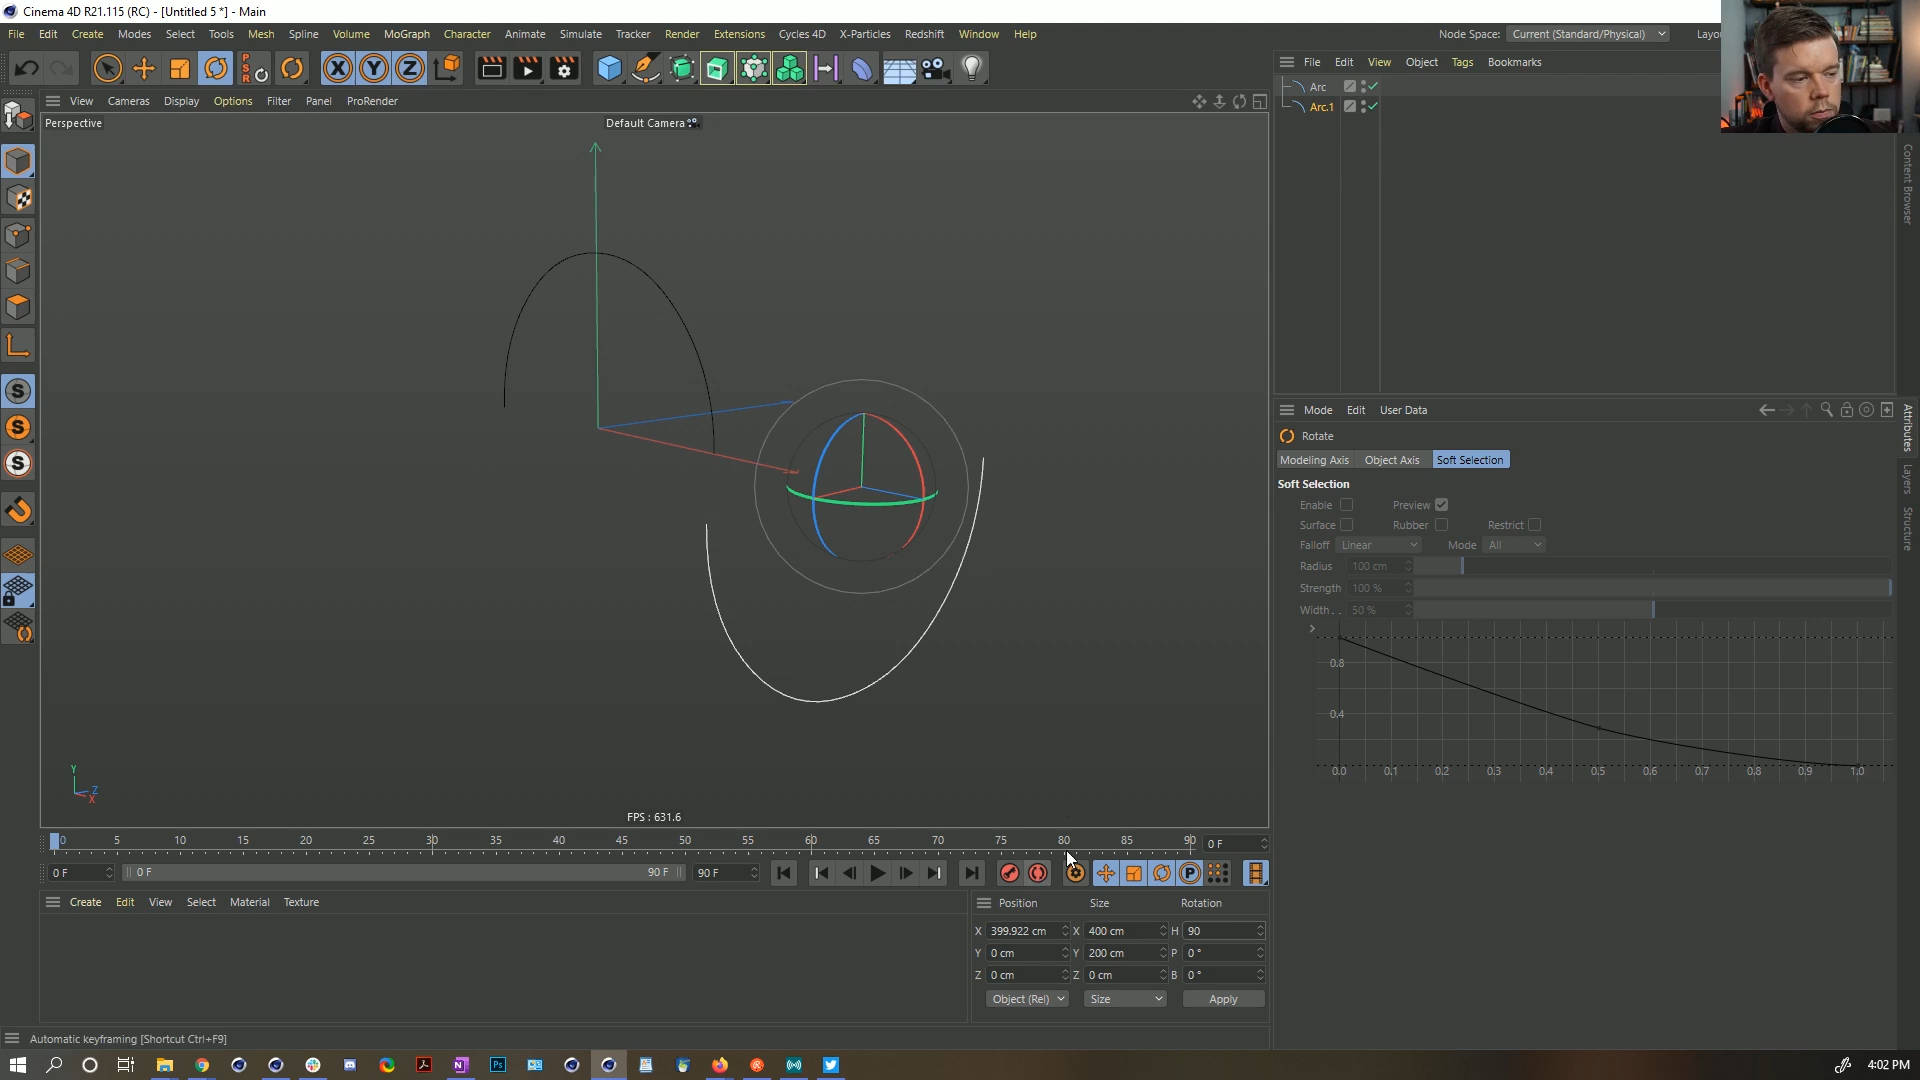 Cinema 4D R21.115 (RC) - [Untitled 5 *] - Main
File Edit Create Modes Select Tools Mesh Spline Volume MoGraph Character Animate Simulate Tracker Render Extensions Cycles 4D X-Particles Redshift Window Help
Node Space: Current (Standard/Physical) Layou
PSR X Y Z
File Edit View Object Tags Bookmarks
Arc
Arc.1
View Cameras Display Options Filter Panel ProRender
Perspective
Default Camera
Content Browser
Mode Edit User Data
Rotate
Modeling Axis Object Axis Soft Selection
Soft Selection
Enable Preview
Surface Rubber Restrict
Falloff Linear Mode All
Radius 100 cm
Strength 100 %
Width . . 50 %
0.8
0.4
0.0 0.1 0.2 0.3 0.4 0.5 0.6 0.7 0.8 0.9 1.0
Attributes
Layers
Structure
S
S
S
Y
Z
X
FPS : 631.6
0 5 10 15 20 25 30 35 40 45 50 55 60 65 70 75 80 85 90 0 F
0 F 0 F 90 F 90 F P
Create Edit View Select Material Texture
Position Size Rotation
X 399.922 cm X 400 cm H 90
Y 0 cm Y 200 cm P 0 °
Z 0 cm Z 0 cm B 0 °
Object (Rel) Size Apply
Automatic keyframing [Shortcut Ctrl+F9]
Ps
4:02 PM